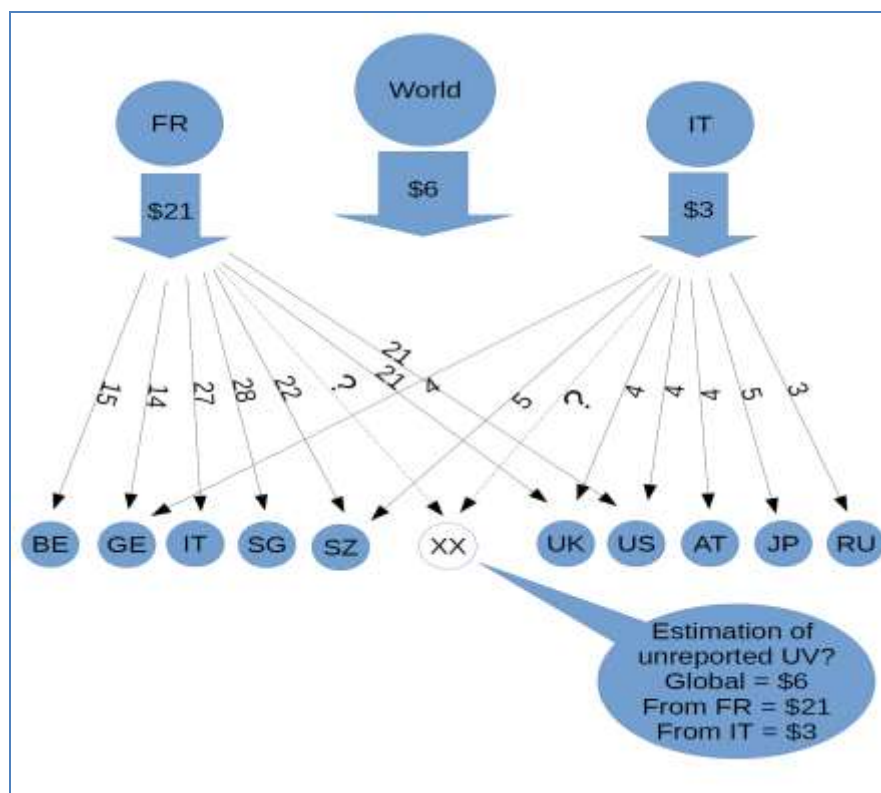 World
FR
IT
$6
$21
$3
21
21
4
15
14
27
28
22
?
5
?
4
4
4
5
3
BE
GE
IT
SG
SZ
XX
UK
US
AT
JP
RU
Estimation of
unreported UV?
Global = $6
From FR = $21
From IT = $3